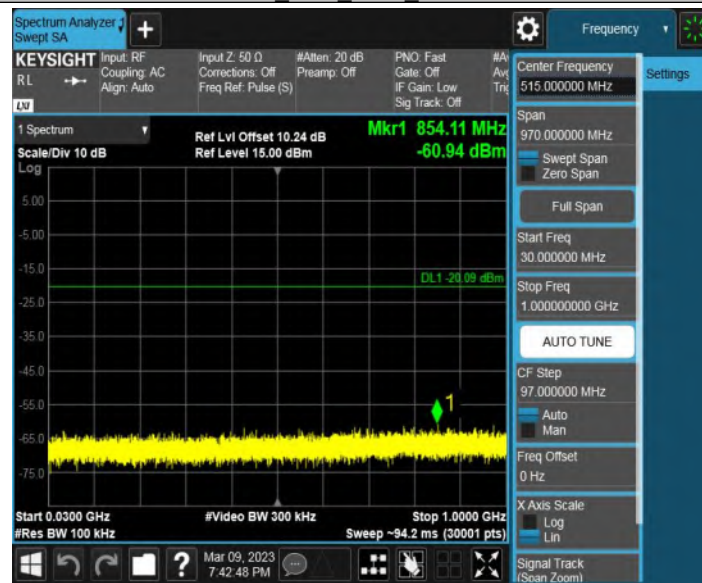 Spectrum Analyzer 1
Swept SA
+
Frequency
KEYSIGHT
RL
Input: RF
Coupling: AC
Align: Auto
Input Z: 50 Ω
Corrections: Off
Freq Ref: Pulse (S)
#Atten: 20 dB
Preamp: Off
PNO: Fast
Gate: Off
IF Gain: Low
Sig Track: Off
LXI
1 Spectrum
Scale/Div 10 dB
Log
Ref Lvl Offset 10.24 dB
Ref Level 15.00 dBm
Mkr1 854.11 MHz
-60.94 dBm
5.00
-5.00
-15.0
DL1 -20.09 dBm
-25.0
-35.0
-45.0
-55.0
1
-65.0
-75.0
Start 0.0300 GHz
#Video BW 300 kHz
Stop 1.0000 GHz
#Res BW 100 kHz
Sweep ~94.2 ms (30001 pts)
?
Mar 09, 2023
7:42:48 PM
Center Frequency
515.000000 MHz
Settings
Span
970.000000 MHz
Swept Span
Zero Span
Full Span
Start Freq
30.000000 MHz
Stop Freq
1.000000000 GHz
AUTO TUNE
CF Step
97.000000 MHz
Auto
Man
Freq Offset
0 Hz
X Axis Scale
Log
Lin
Signal Track
(Span Zoom)